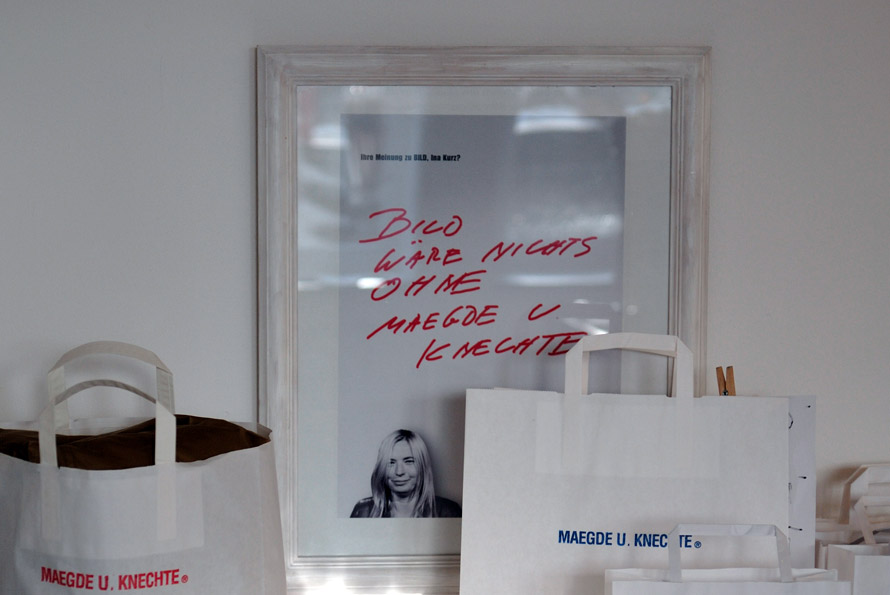 Ihre Meinung zu BILD, Ina Kurz?
BILD
WÄRE NICHTS
OHNE
MAEGDE U
KNECHTE
MAEGDE U. KNECHTE®
MAEGDE U. KNECHTE®